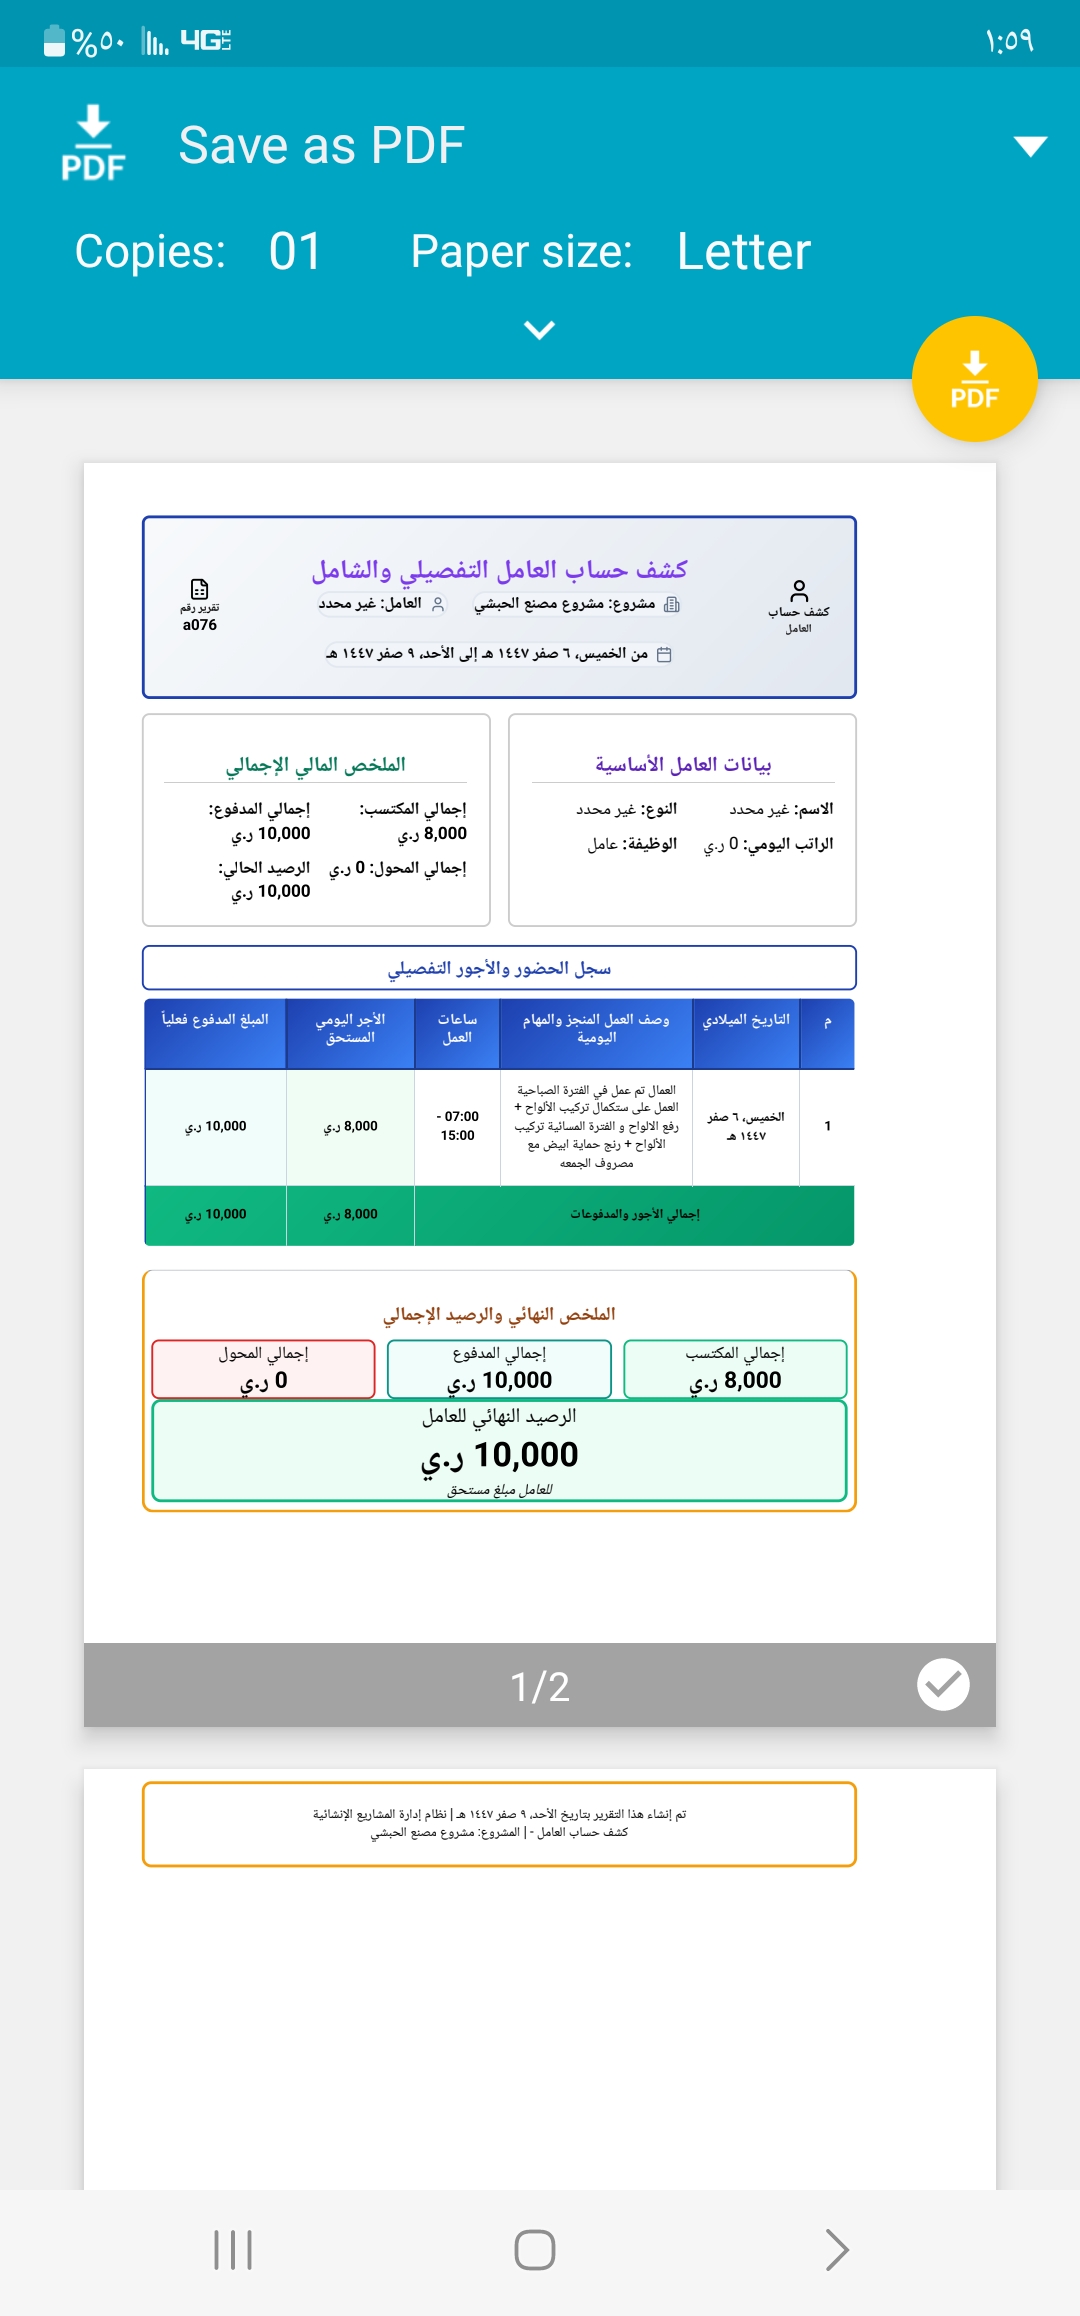 %٥٠ 4G LTE ١:٥٩
PDF Save as PDF
Copies: 01 Paper size: Letter
PDF
كشف حساب
العامل
كشف حساب العامل التفصيلي والشامل
مشروع: مشروع مصنع الحبشي العامل: غير محدد
من الخميس، ٦ صفر ١٤٤٧ هـ إلى الأحد، ٩ صفر ١٤٤٧ هـ
تقرير رقم
a076
بيانات العامل الأساسية
الاسم: غير محدد النوع: غير محدد
الراتب اليومي: 0 ر.ي الوظيفة: عامل
الملخص المالي الإجمالي
إجمالي المكتسب: إجمالي المدفوع:
8,000 ر.ي 10,000 ر.ي
إجمالي المحول: 0 ر.ي الرصيد الحالي:
10,000 ر.ي
سجل الحضور والأجور التفصيلي
م التاريخ الميلادي وصف العمل المنجز والمهام اليومية ساعات العمل الأجر اليومي المستحق المبلغ المدفوع فعلياً
1
الخميس، ٦ صفر
١٤٤٧ هـ
العمال تم عمل في الفترة الصباحية
العمل على ستكمال تركيب الألواح +
رفع الالواح و الفترة المسائية تركيب
الألواح + رنج حماية ابيض مع
مصروف الجمعه
07:00 -
15:00
8,000 ر.ي
10,000 ر.ي
إجمالي الأجور والمدفوعات 8,000 ر.ي 10,000 ر.ي
الملخص النهائي والرصيد الإجمالي
إجمالي المكتسب إجمالي المدفوع إجمالي المحول
8,000 ر.ي 10,000 ر.ي 0 ر.ي
الرصيد النهائي للعامل
10,000 ر.ي
للعامل مبلغ مستحق
1/2
تم إنشاء هذا التقرير بتاريخ الأحد، ٩ صفر ١٤٤٧ هـ | نظام إدارة المشاريع الإنشائية
كشف حساب العامل - | المشروع: مشروع مصنع الحبشي